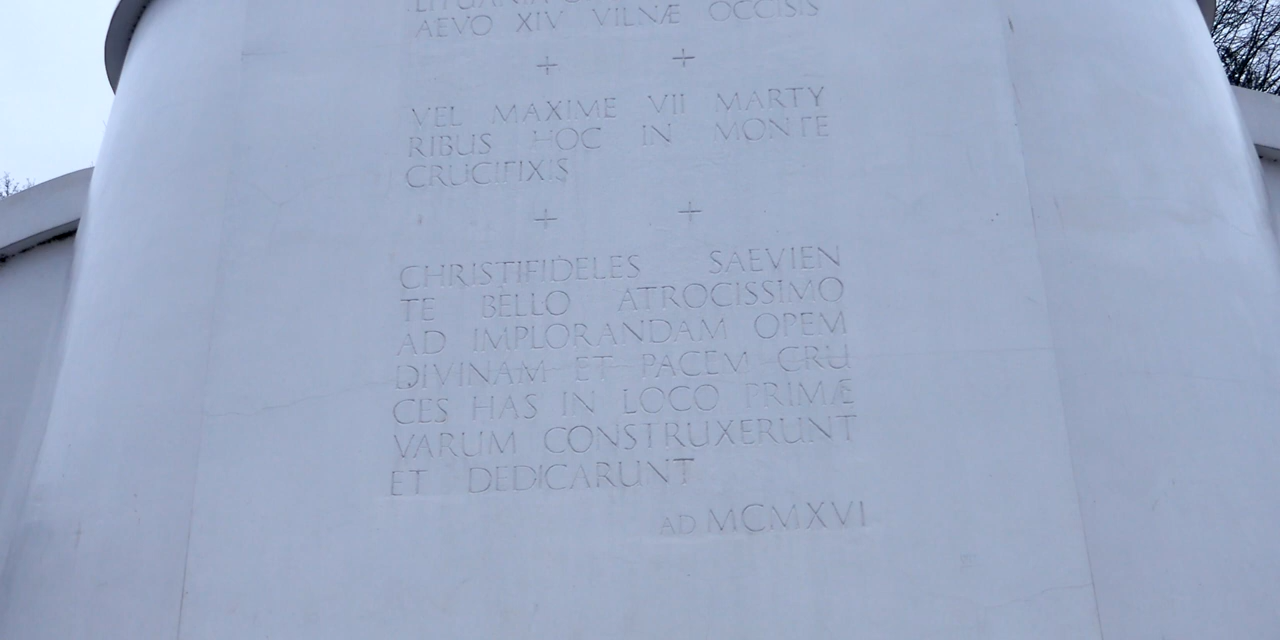 LITHUANIA
AEVO XIV VILNÆ OCCISIS
+ +
VEL MAXIME VII MARTY
RIBUS HOC IN MONTE
CRUCIFIXIS
+ +
CHRISTIFIDELES SAEVIEN
TE BELLO ATROCISSIMO
AD IMPLORANDAM OPEM
DIVINAM ET PACEM CRU
CES HAS IN LOCO PRIMÆ
VARUM CONSTRUXERUNT
ET DEDICARUNT
AD MCMXVI